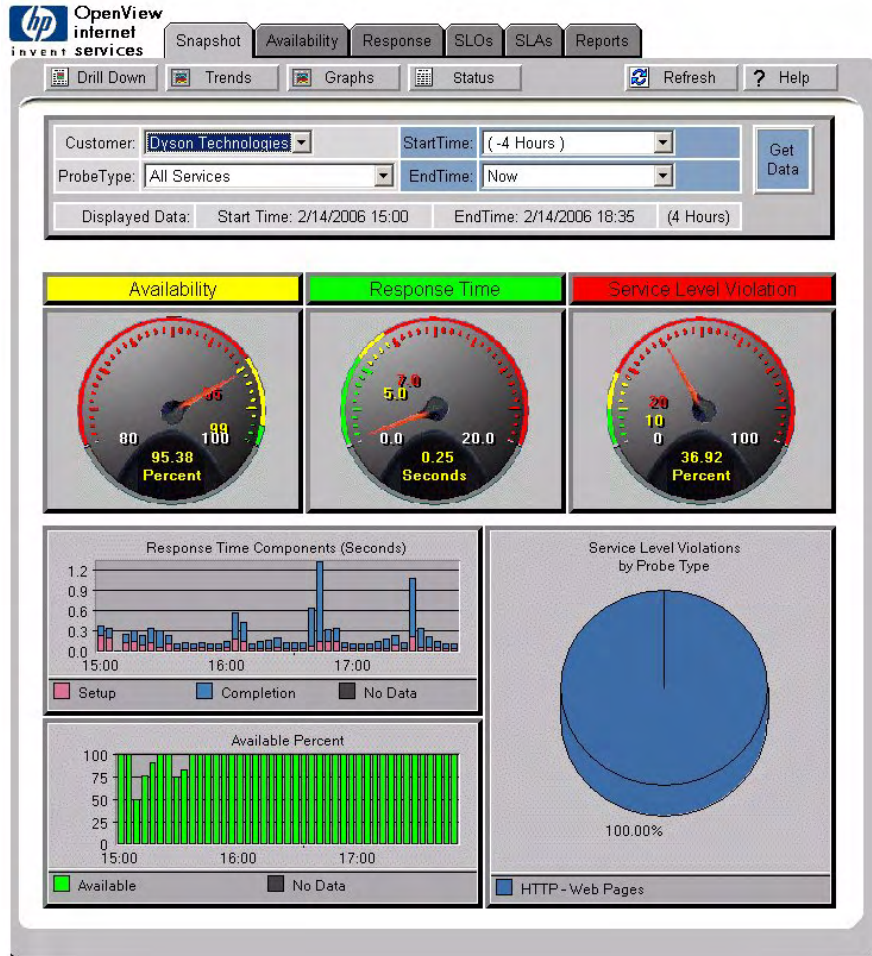 hp OpenView
internet
invent services
Snapshot Availability Response SLOs SLAs Reports
Drill Down Trends Graphs Status Refresh ? Help
Customer: Dyson Technologies StartTime: ( -4 Hours ) Get
ProbeType: All Services EndTime: Now Data
Displayed Data: Start Time: 2/14/2006 15:00 EndTime: 2/14/2006 18:35 (4 Hours)
Availability Response Time Service Level Violation
95
99
80 100
95.38
Percent
7.0
5.0
0.0 20.0
0.25
Seconds
20
10
0 100
36.92
Percent
Response Time Components (Seconds)
1.2
0.9
0.6
0.3
0.0
15:00 16:00 17:00
Setup Completion No Data
Available Percent
100
75
50
25
0
15:00 16:00 17:00
Available No Data
Service Level Violations
by Probe Type
100.00%
HTTP - Web Pages